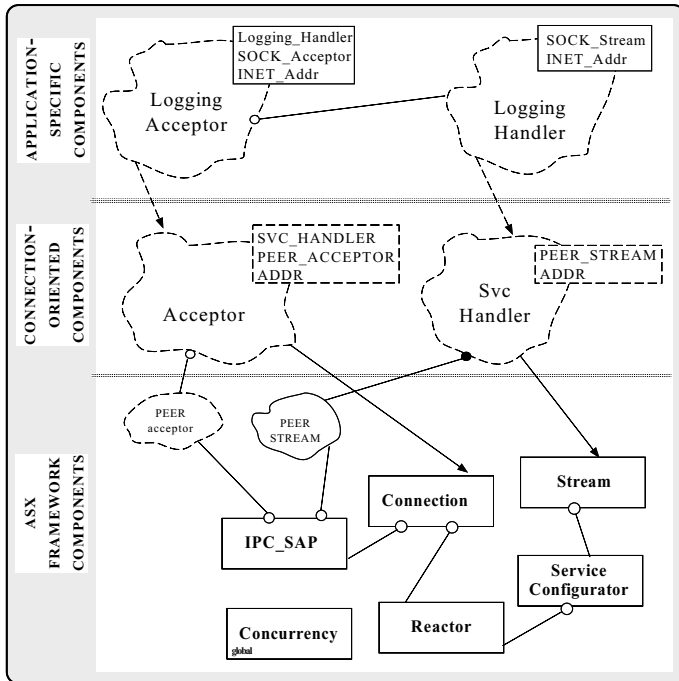 APPLICATION-
SPECIFIC
COMPONENTS
Logging_Handler
SOCK_Acceptor
INET_Addr
Logging
Acceptor
SOCK_Stream
INET_Addr
Logging
Handler
CONNECTION-
ORIENTED
COMPONENTS
SVC_HANDLER
PEER_ACCEPTOR
ADDR
Acceptor
PEER_STREAM
ADDR
Svc
Handler
ASX
FRAMEWORK
COMPONENTS
PEER
acceptor
PEER
STREAM
Connection
Stream
IPC_SAP
Service
Configurator
Concurrency
global
Reactor